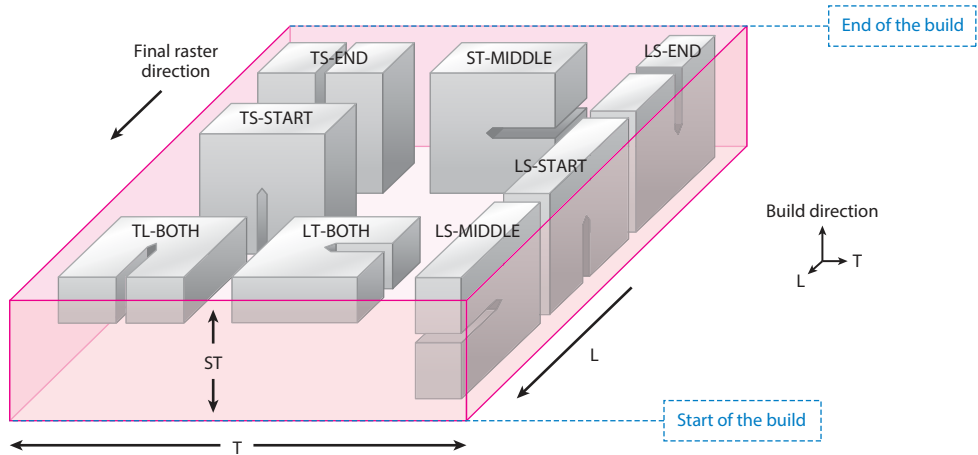 End of the build
Final raster
direction
TS-END
ST-MIDDLE
LS-END
TS-START
LS-START
Build direction
TL-BOTH
LT-BOTH
LS-MIDDLE
T
L
ST
L
Start of the build
T